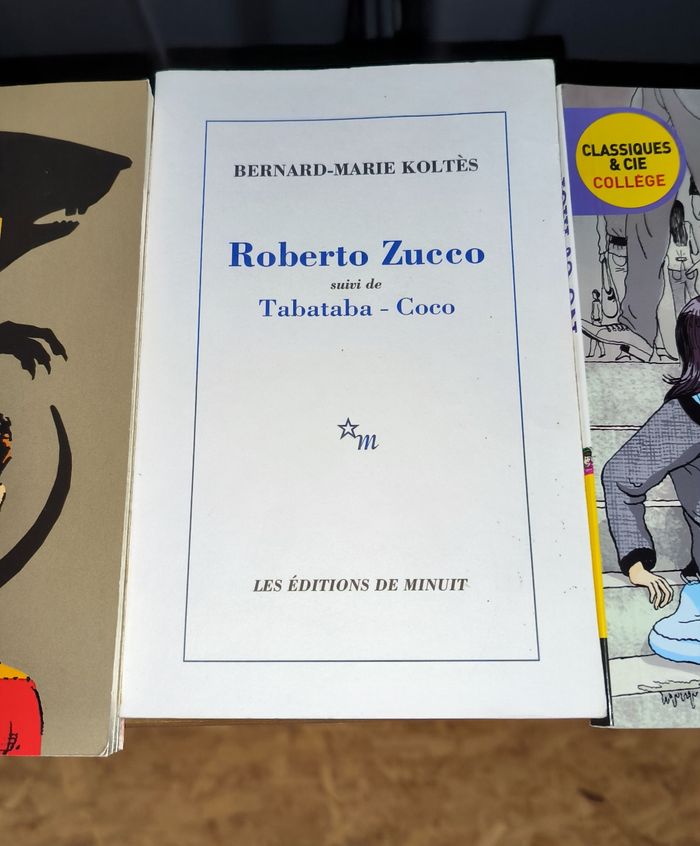 BERNARD-MARIE KOLTÈS
Roberto Zucco
suivi de
Tabataba - Coco
m
LES ÉDITIONS DE MINUIT
CLASSIQUES
& CIE
COLLÈGE